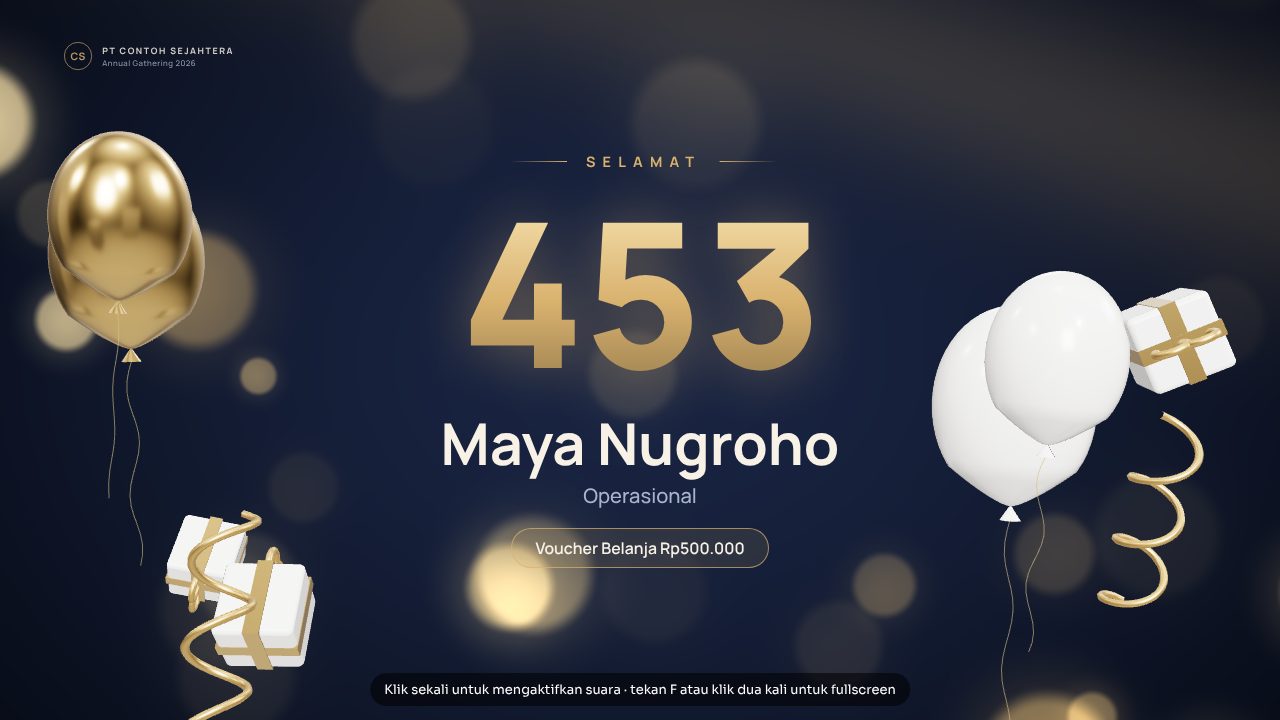 CS
PT CONTOH SEJAHTERA
Annual Gathering 2026
SELAMAT
453
Maya Nugroho
Operasional
Voucher Belanja Rp500.000
Klik sekali untuk mengaktifkan suara · tekan F atau klik dua kali untuk fullscreen